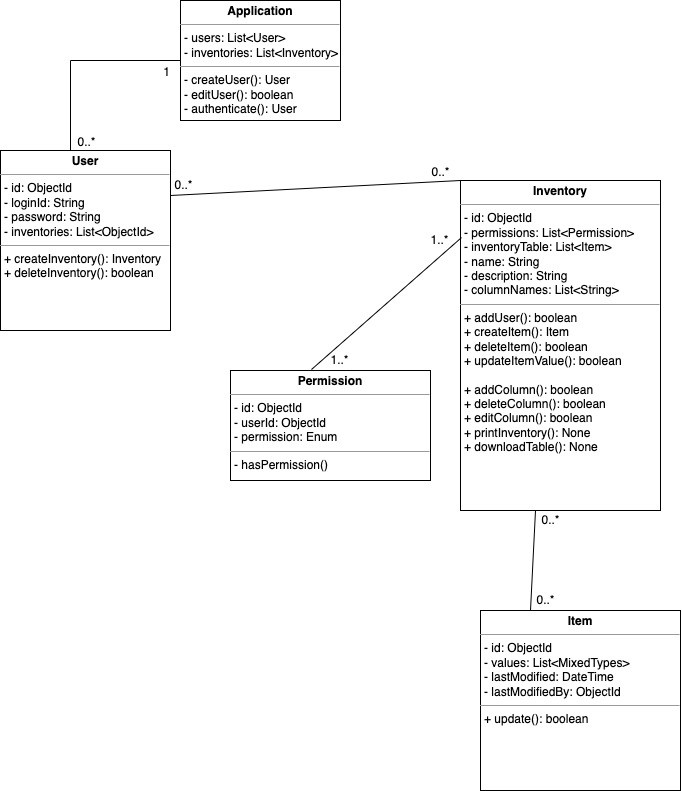 Application
- users: List<User>
- inventories: List<Inventory>
- createUser(): User
- editUser(): boolean
- authenticate(): User
1
0..*
User
- id: ObjectId
- loginId: String
- password: String
- inventories: List<ObjectId>
+ createInventory(): Inventory
+ deleteInventory(): boolean
0..*
0..*
Inventory
- id: ObjectId
- permissions: List<Permission>
- inventoryTable: List<Item>
- name: String
- description: String
- columnNames: List<String>
+ addUser(): boolean
+ createItem(): Item
+ deleteItem(): boolean
+ updateItemValue(): boolean
+ addColumn(): boolean
+ deleteColumn(): boolean
+ editColumn(): boolean
+ printInventory(): None
+ downloadTable(): None
1..*
1..*
Permission
- id: ObjectId
- userId: ObjectId
- permission: Enum
- hasPermission()
0..*
0..*
Item
- id: ObjectId
- values: List<MixedTypes>
- lastModified: DateTime
- lastModifiedBy: ObjectId
+ update(): boolean